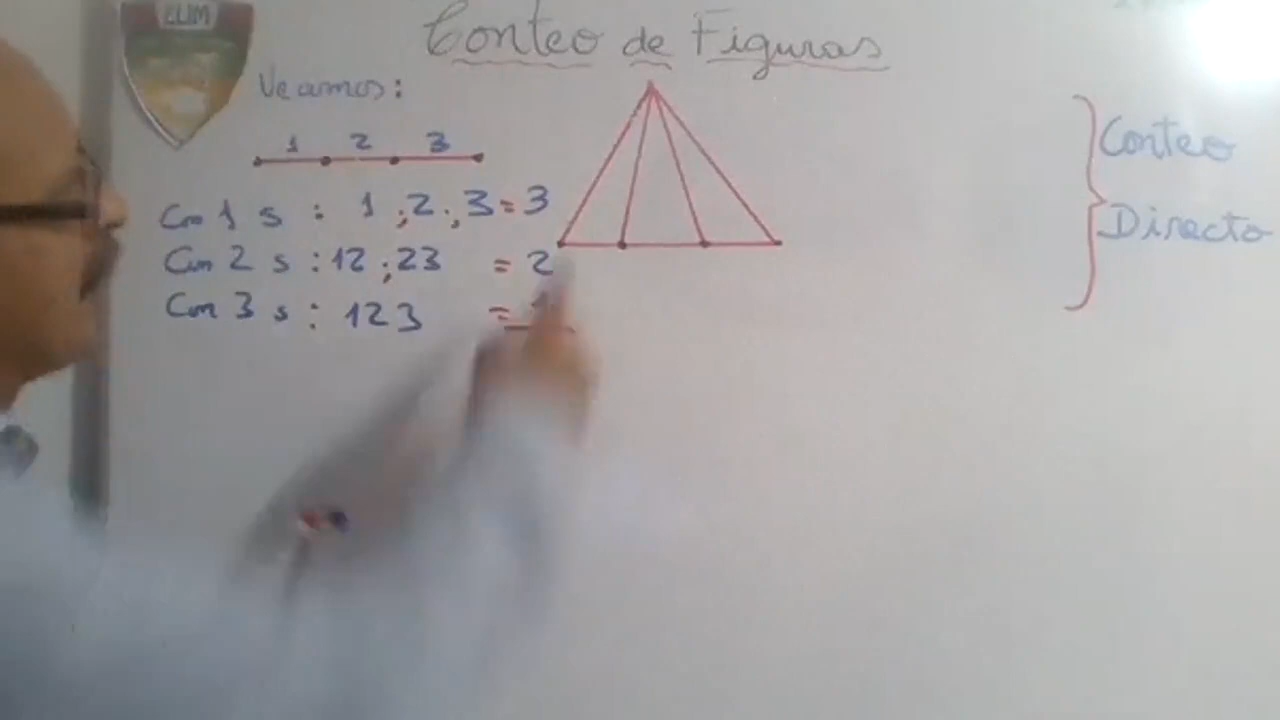 ELIM
Conteo de Figuras
Veamos:
1 2 3
Con 1 s : 1 ; 2 ; 3 = 3
Con 2 s : 12 ; 23 = 2
Con 3 s : 123 =
Conteo
Directo